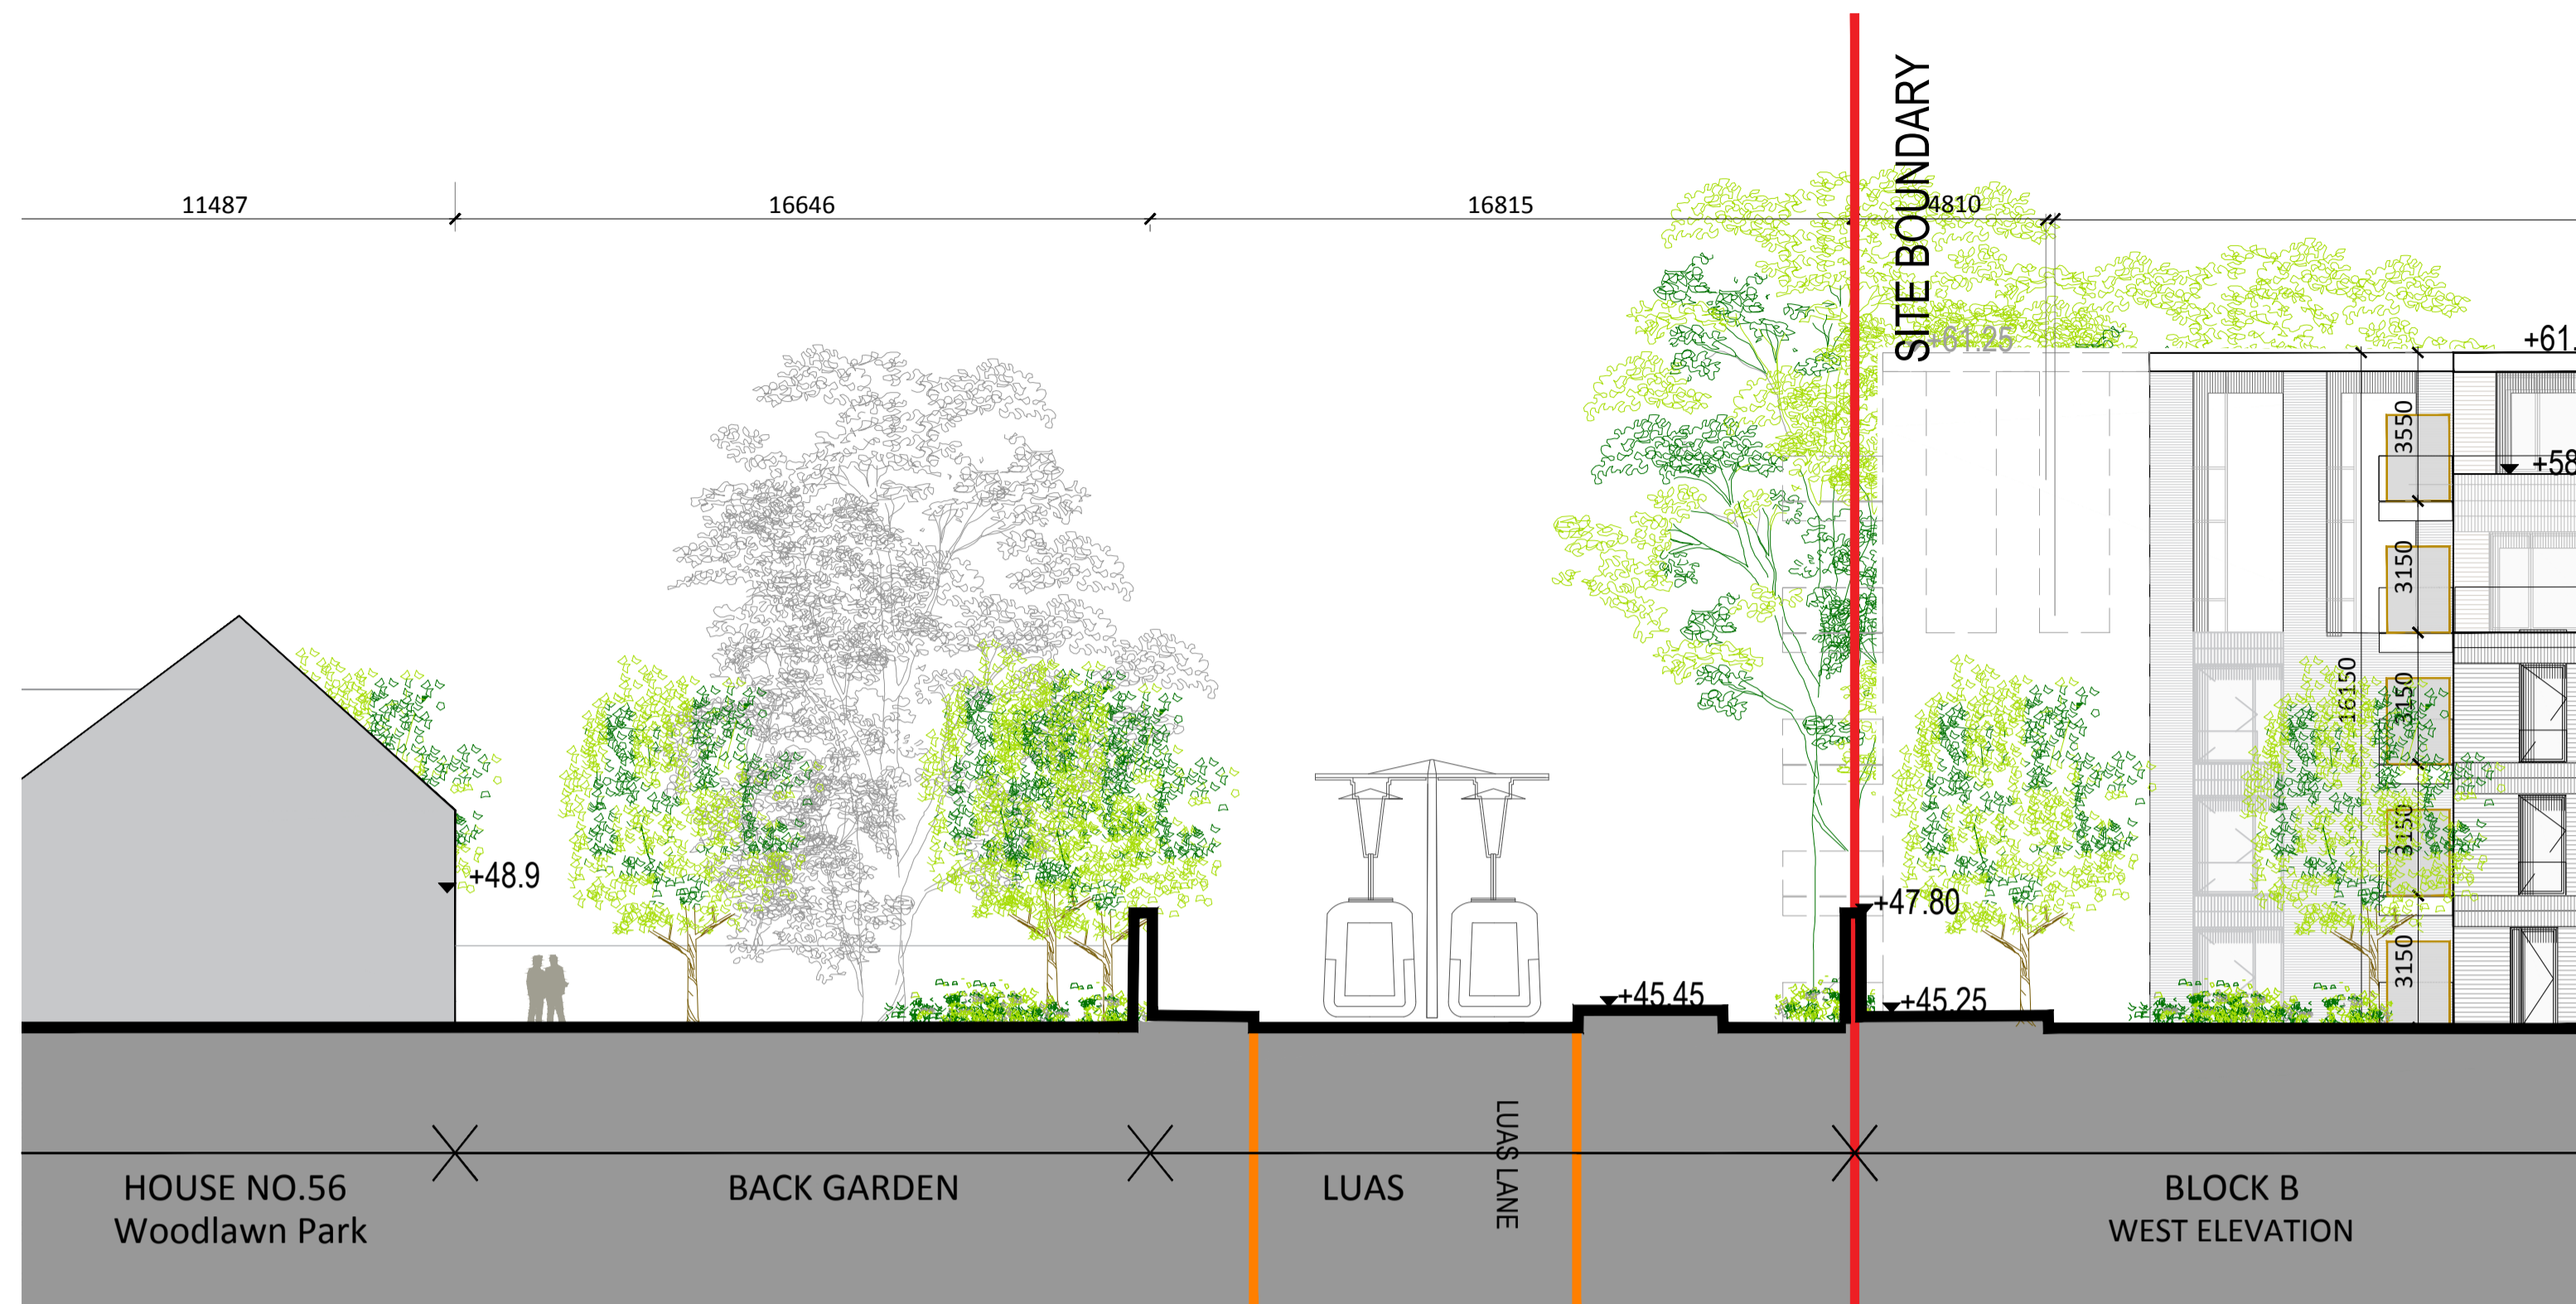 SITE BOUNDARY
11487
16646
16815
4810
+61.25
+61.
3550
+58
3150
16150
3150
3150
3150
+48.9
+47.80
+45.45
+45.25
LUAS LANE
HOUSE NO.56
Woodlawn Park
BACK GARDEN
LUAS
BLOCK B
WEST ELEVATION